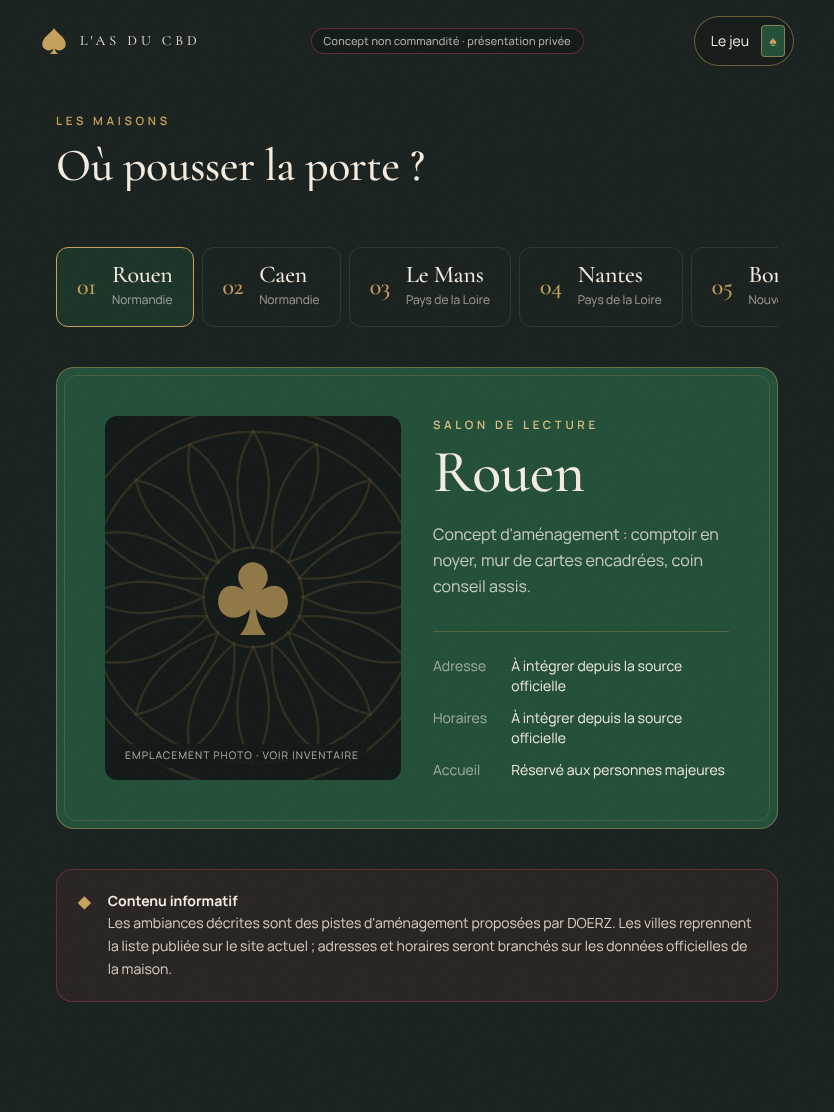 L'AS DU CBD
Concept non commandité · présentation privée
Le jeu
LES MAISONS
Où pousser la porte ?
01
Rouen
Normandie
02
Caen
Normandie
03
Le Mans
Pays de la Loire
04
Nantes
Pays de la Loire
05
SALON DE LECTURE
Rouen
Concept d'aménagement : comptoir en
noyer, mur de cartes encadrées, coin
conseil assis.
Adresse À intégrer depuis la source
officielle
Horaires À intégrer depuis la source
officielle
Accueil Réservé aux personnes majeures
EMPLACEMENT PHOTO · VOIR INVENTAIRE
Contenu informatif
Les ambiances décrites sont des pistes d'aménagement proposées par DOERZ. Les villes reprennent
la liste publiée sur le site actuel ; adresses et horaires seront branchés sur les données officielles de
la maison.